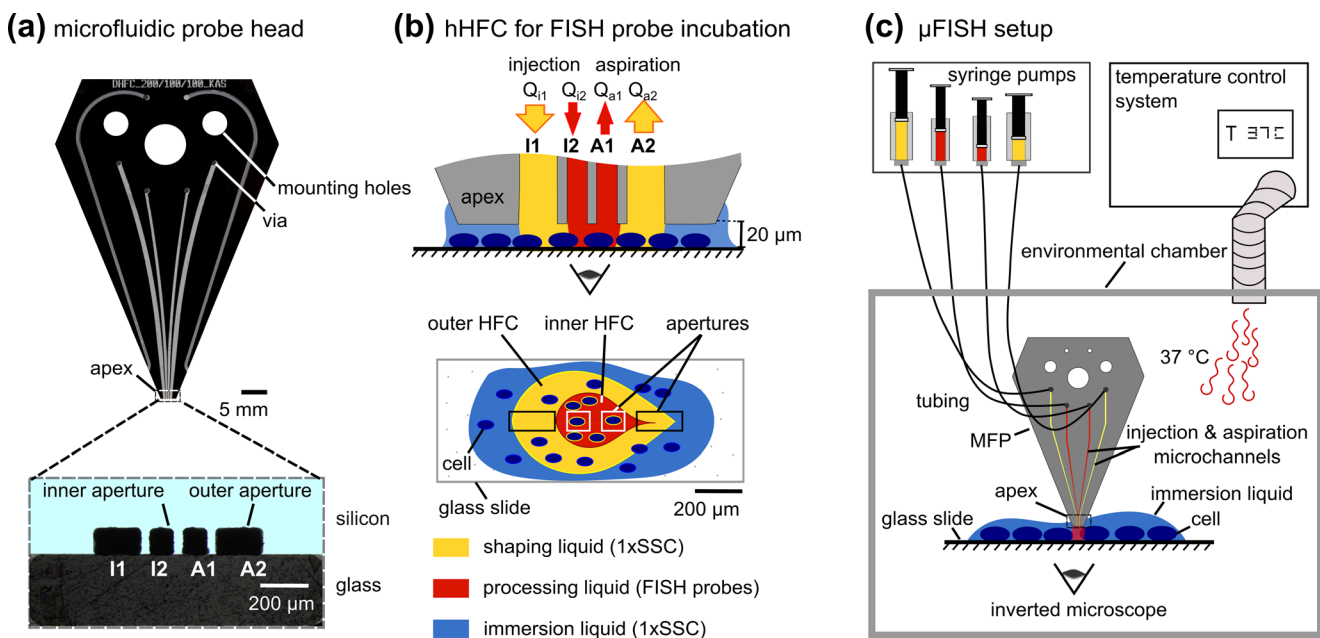 (a) microfluidic probe head
DHFC_200/100/100_KAS
mounting holes
via
apex
5 mm
inner aperture
outer aperture
silicon
I1 I2 A1 A2
glass
200 µm
(b) hHFC for FISH probe incubation
injection aspiration
Qi1 Qi2 Qa1 Qa2
I1 I2 A1 A2
apex
20 µm
outer HFC inner HFC apertures
cell
glass slide
200 µm
shaping liquid (1xSSC)
processing liquid (FISH probes)
immersion liquid (1xSSC)
(c) µFISH setup
syringe pumps
temperature control
system
T 37C
environmental chamber
37 °C
tubing
MFP
injection & aspiration
microchannels
apex
immersion liquid
glass slide
cell
inverted microscope